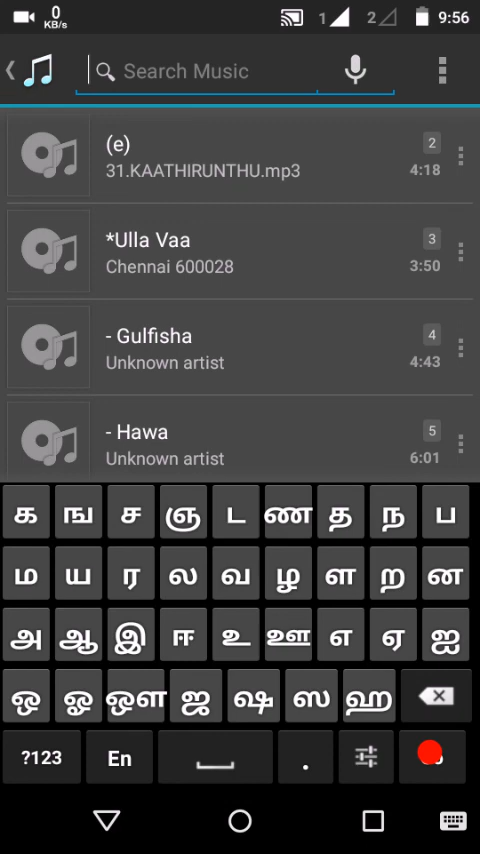 0
KB/s
1
2
9:56
Search Music
(e)
2
31.KAATHIRUNTHU.mp3
4:18
*Ulla Vaa
3
Chennai 600028
3:50
- Gulfisha
4
Unknown artist
4:43
- Hawa
5
Unknown artist
6:01
க ங ச ஞ ட ண த ந ப
ம ய ர ல வ ழ ள ற ன
அ ஆ இ ஈ உ ஊ எ ஏ ஐ
ஒ ஓ ஔ ஜ ஷ ஸ ஹ
?123 En .